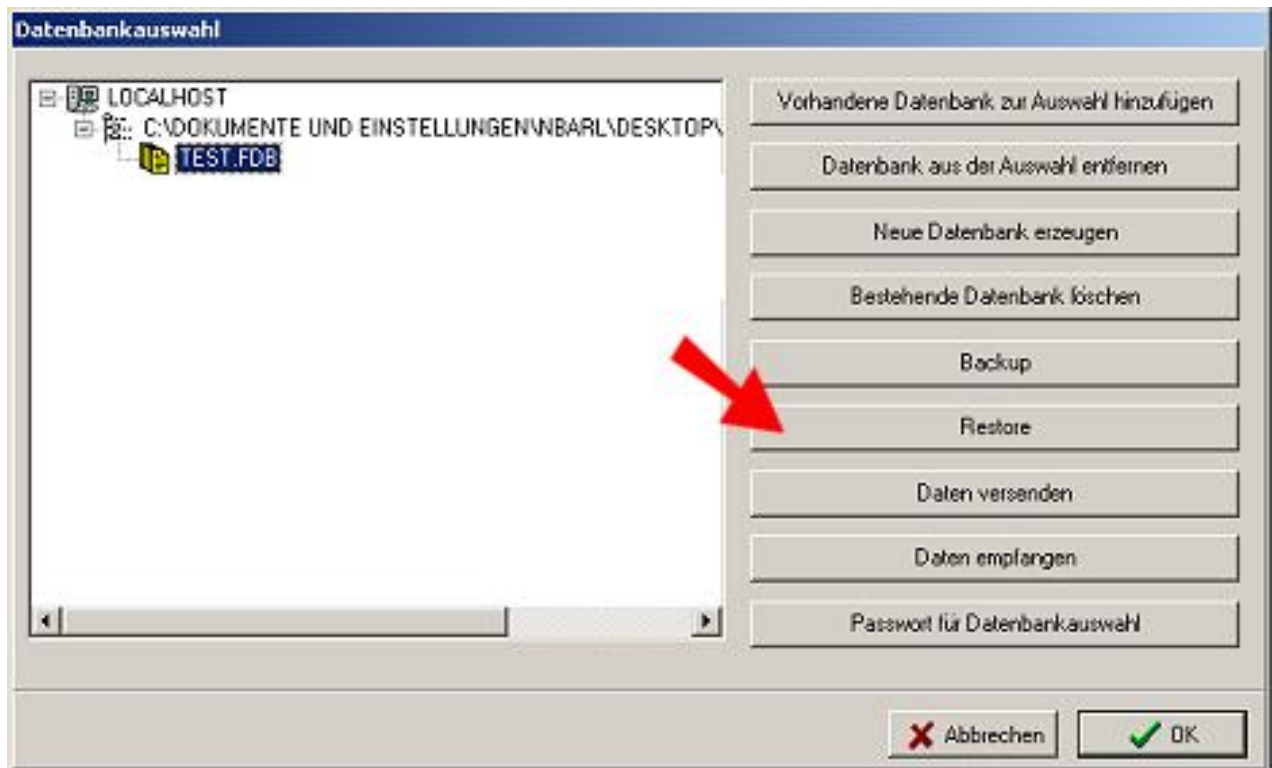 Datenbankauswahl
LOCALHOST
C:\DOKUMENTE UND EINSTELLUNGEN\NBARL\DESKTOP\
TEST.FDB
Vorhandene Datenbank zur Auswahl hinzufügen
Datenbank aus der Auswahl entfernen
Neue Datenbank erzeugen
Bestehende Datenbank löschen
Backup
Restore
Daten versenden
Daten empfangen
Passwort für Datenbankauswahl
Abbrechen
OK